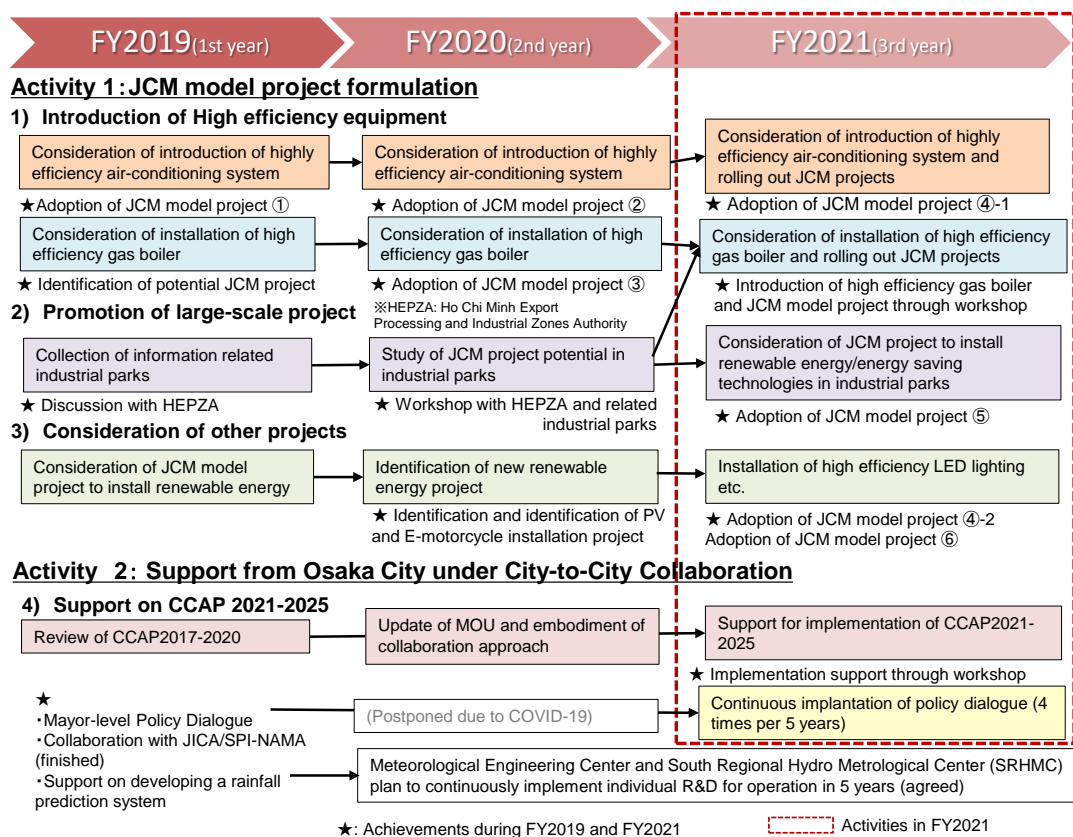 FY2019(1st year)
FY2020(2nd year)
FY2021(3rd year)
Activity 1：JCM model project formulation
1) Introduction of High efficiency equipment
Consideration of introduction of highly
efficiency air-conditioning system
Consideration of introduction of highly
efficiency air-conditioning system
Consideration of introduction of highly
efficiency air-conditioning system and
rolling out JCM projects
★Adoption of JCM model project ①
★ Adoption of JCM model project ②
★ Adoption of JCM model project ④-1
Consideration of installation of high
efficiency gas boiler
Consideration of installation of high
efficiency gas boiler
Consideration of installation of high efficiency
gas boiler and rolling out JCM projects
★ Identification of potential JCM project
★ Adoption of JCM model project ③
★ Introduction of high efficiency gas boiler
and JCM model project through workshop
※HEPZA: Ho Chi Minh Export
Processing and Industrial Zones Authority
2) Promotion of large-scale project
Collection of information related
industrial parks
Study of JCM project potential in
industrial parks
Consideration of JCM project to install
renewable energy/energy saving
technologies in industrial parks
★ Discussion with HEPZA
★ Workshop with HEPZA and related
industrial parks
★ Adoption of JCM model project ⑤
3) Consideration of other projects
Consideration of JCM model
project to install renewable energy
Identification of new renewable
energy project
Installation of high efficiency LED lighting
etc.
★ Identification and identification of PV
and E-motorcycle installation project
★ Adoption of JCM model project ④-2
Adoption of JCM model project ⑥
Activity 2：Support from Osaka City under City-to-City Collaboration
4) Support on CCAP 2021-2025
Review of CCAP2017-2020
Update of MOU and embodiment of
collaboration approach
Support for implementation of CCAP2021-
2025
★ Implementation support through workshop
★
・Mayor-level Policy Dialogue
・Collaboration with JICA/SPI-NAMA
(finished)
・Support on developing a rainfall
prediction system
(Postponed due to COVID-19)
Continuous implantation of policy dialogue (4
times per 5 years)
Meteorological Engineering Center and South Regional Hydro Metrological Center (SRHMC)
plan to continuously implement individual R&D for operation in 5 years (agreed)
★: Achievements during FY2019 and FY2021
Activities in FY2021